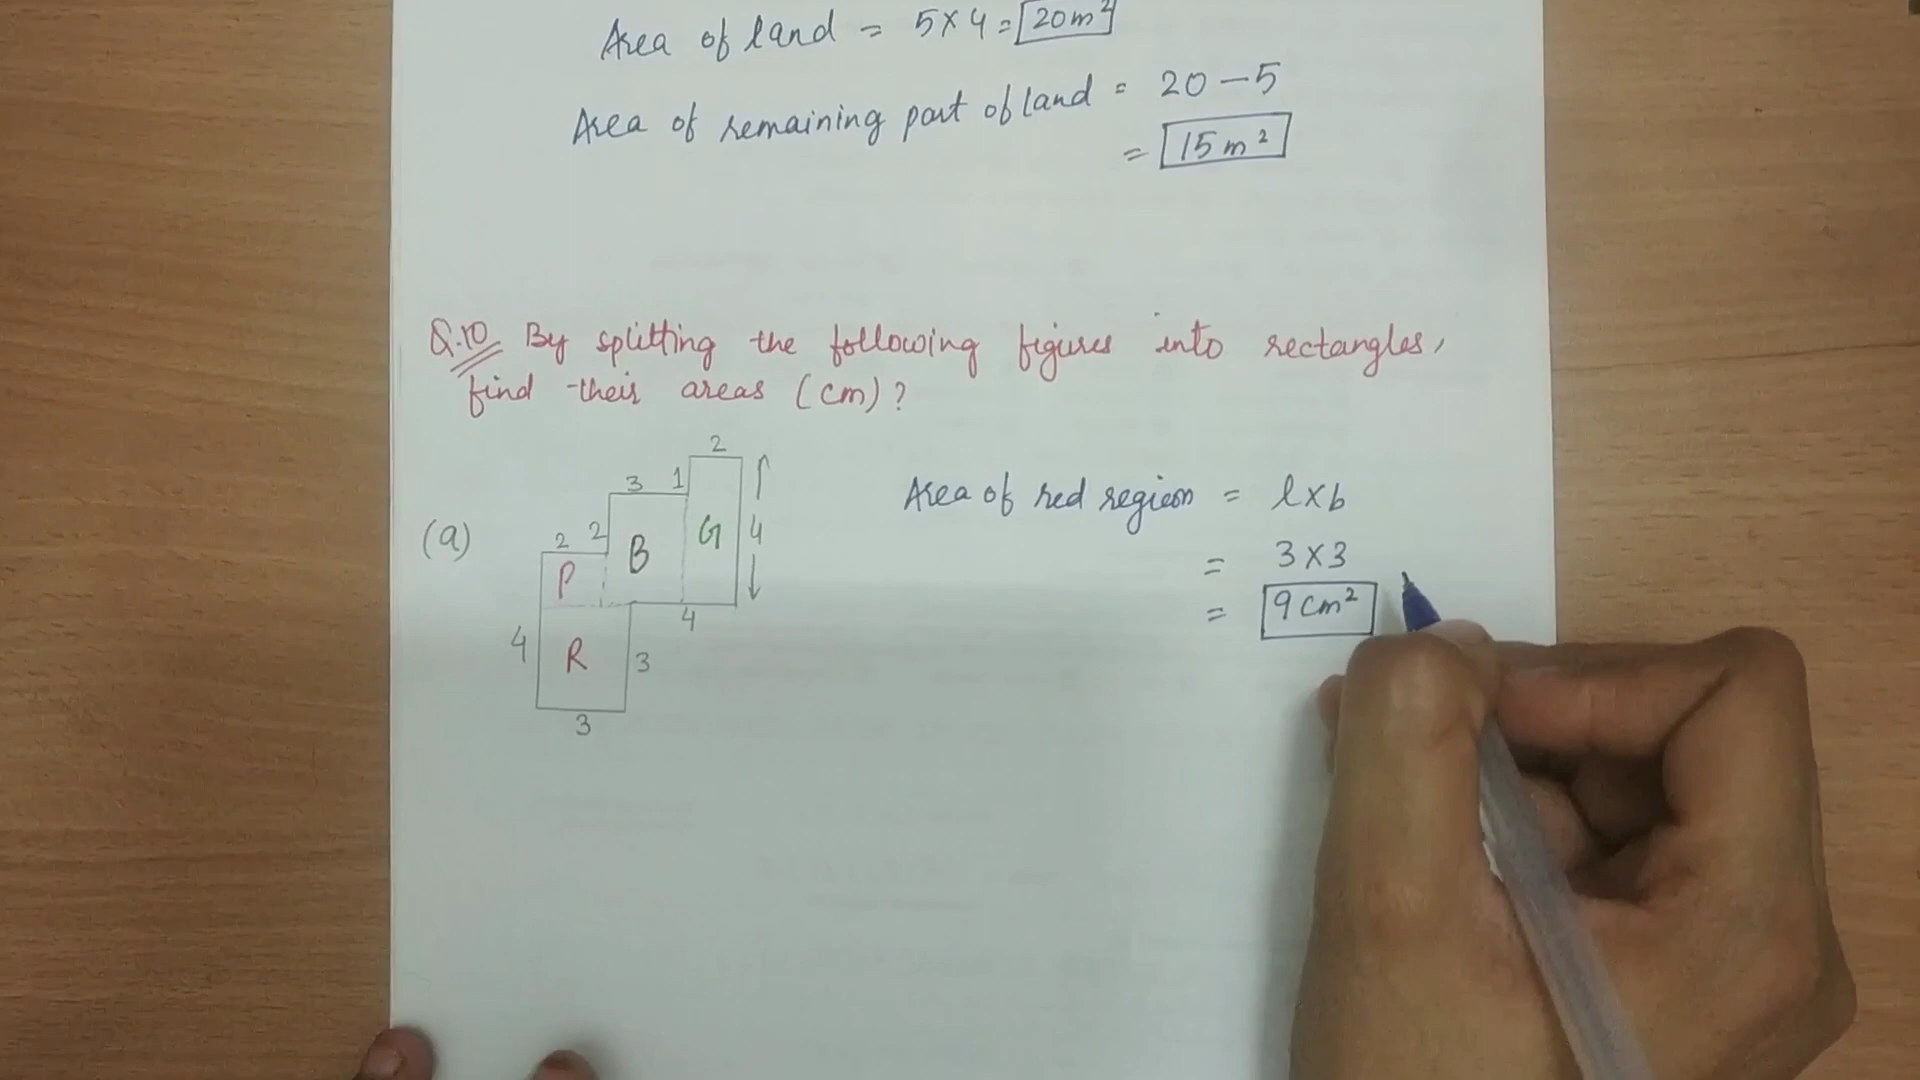 Area of land = 5×4 = 20m²
Area of remaining part of land = 20 – 5
= 15 m²
Q.10 By splitting the following figures into rectangles,
find their areas (cm)?
(a)
2
3 1
2 2
P B G 4
4
4 R 3
3
Area of red region = l×b
= 3×3
= 9 cm²